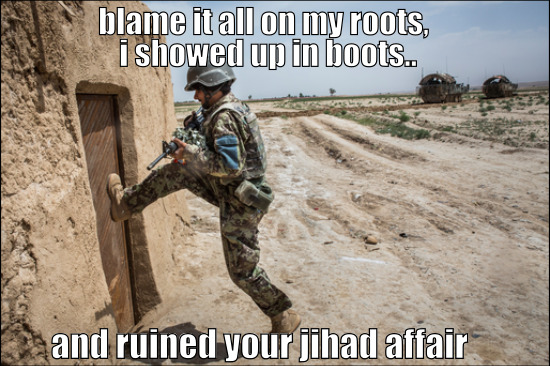 blame it all on my roots,
i showed up in boots..
and ruined your jihad affair